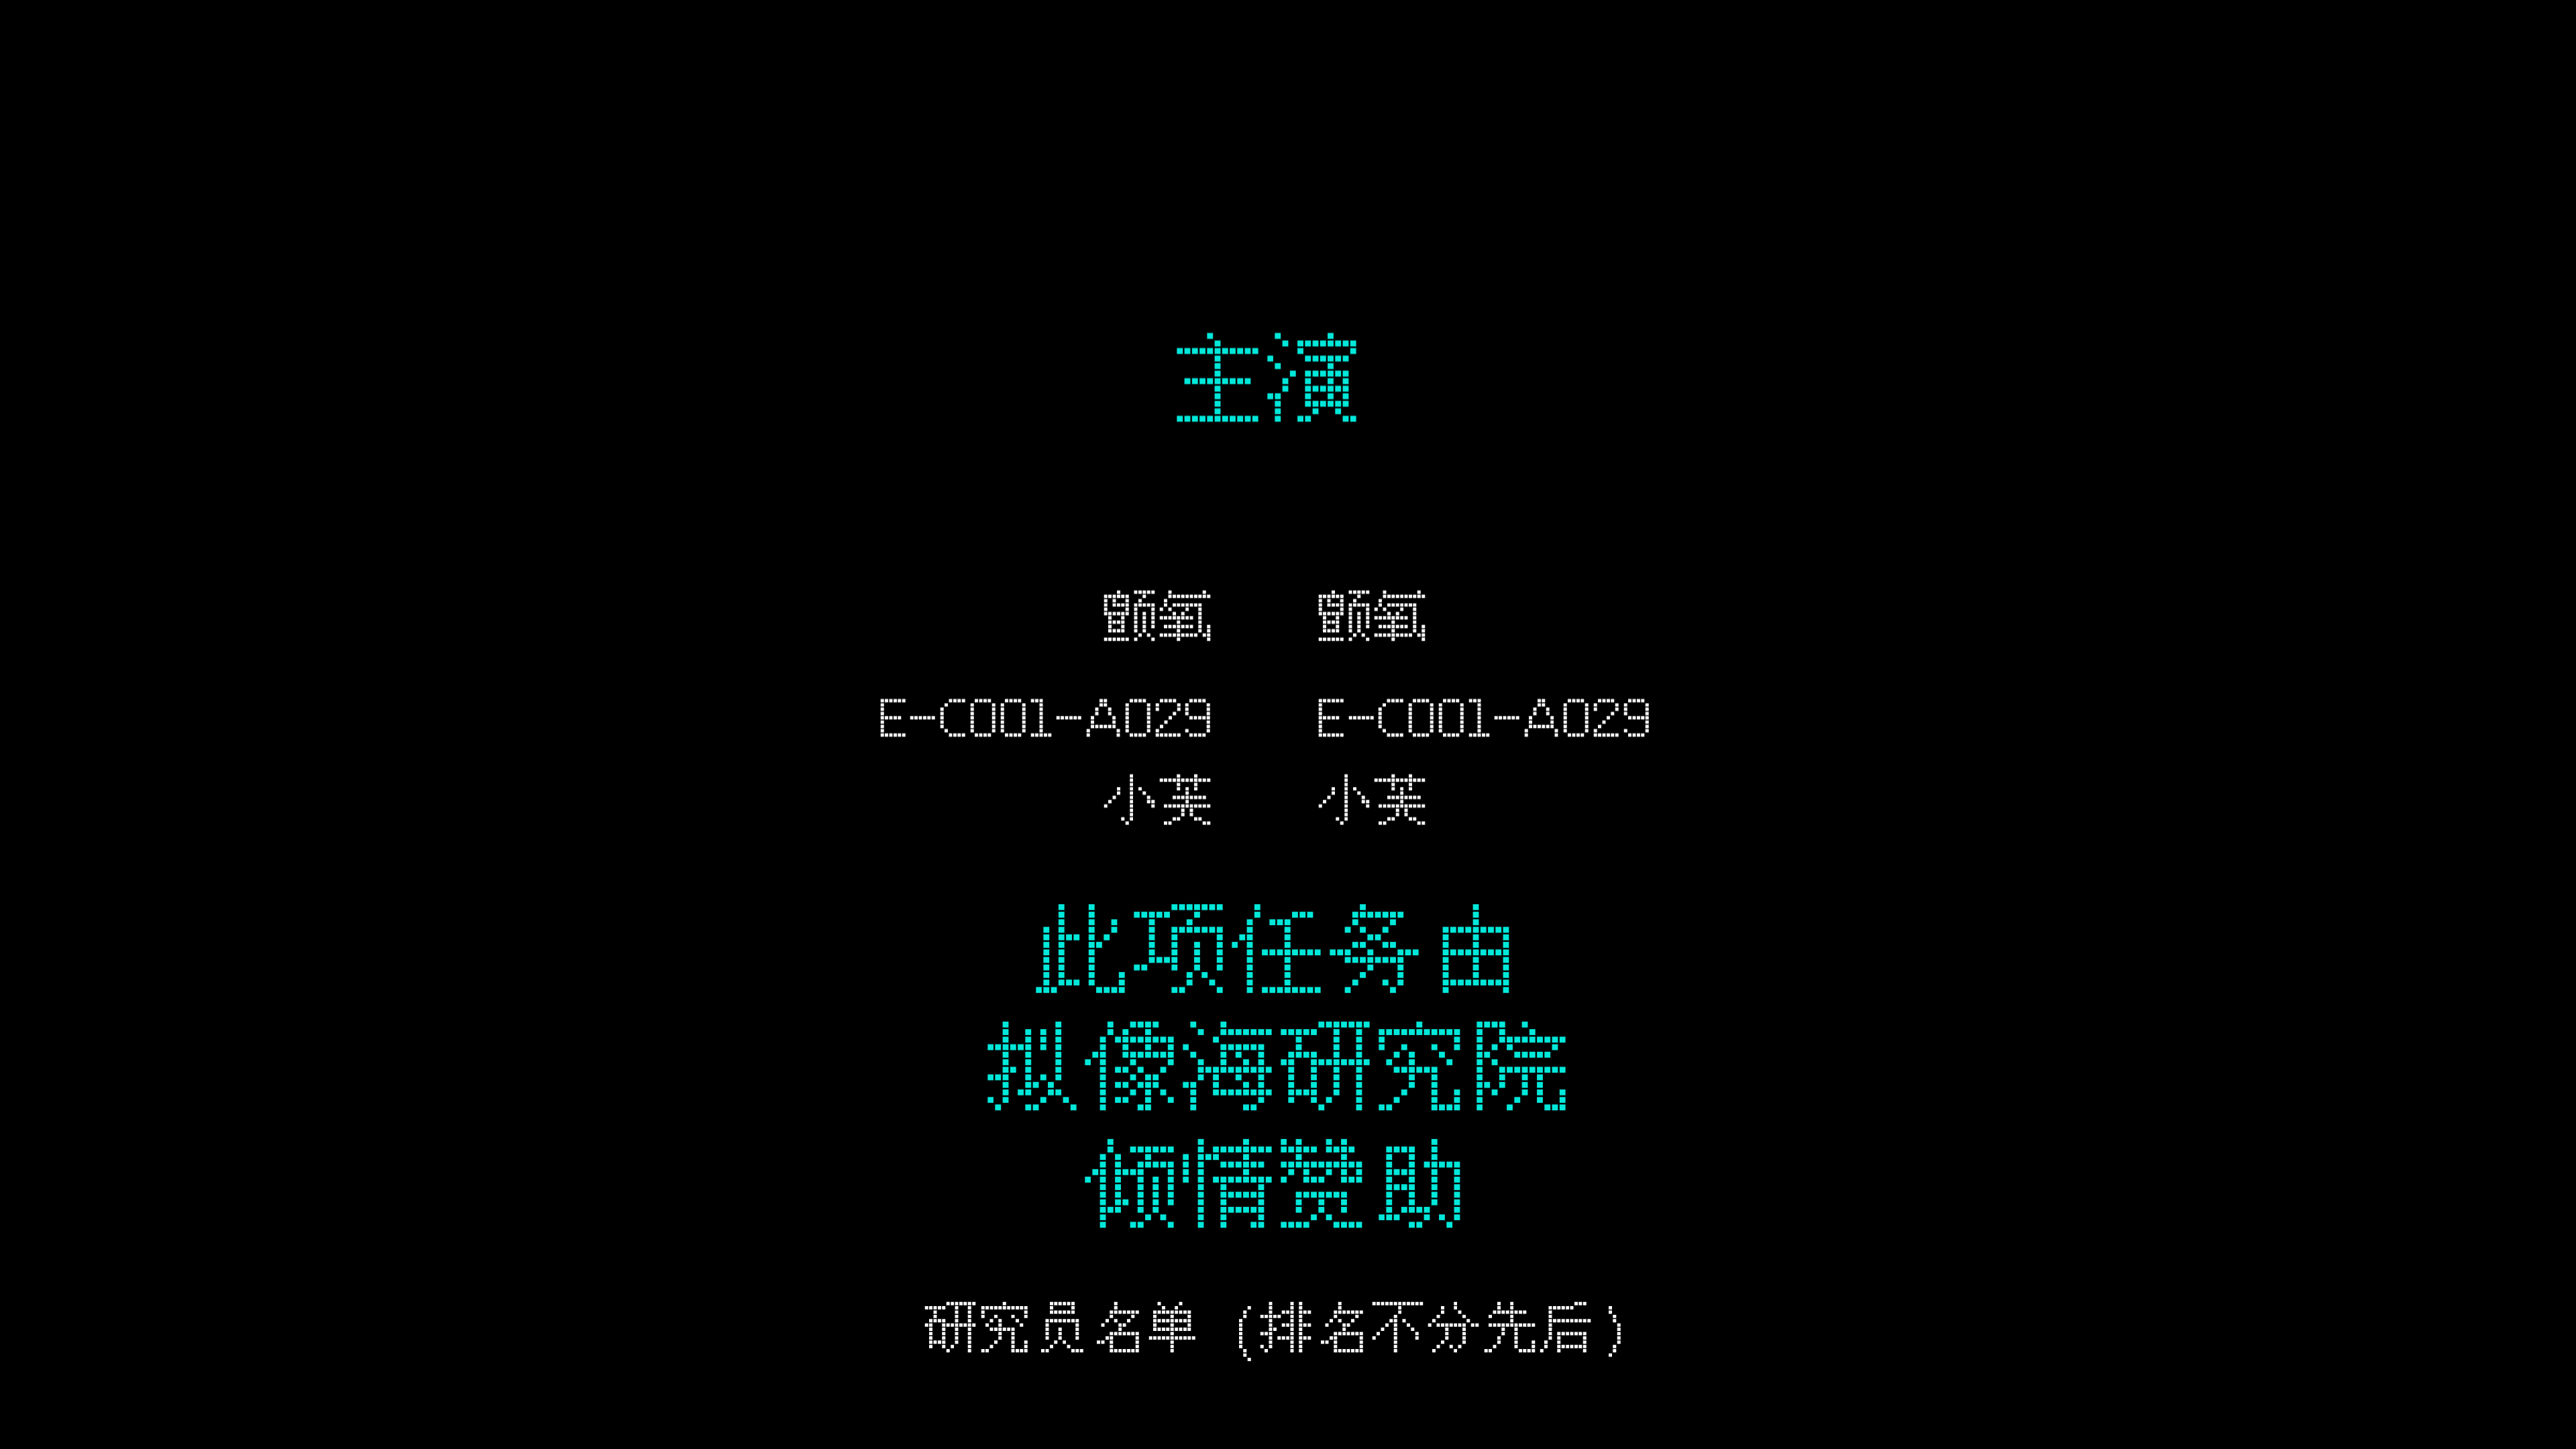 主演
颤氧 颤氧
E-C001-A029 E-C001-A029
小芙 小芙
此项任务由
拟像海研究院
倾情赞助
研究员名单 (排名不分先后)